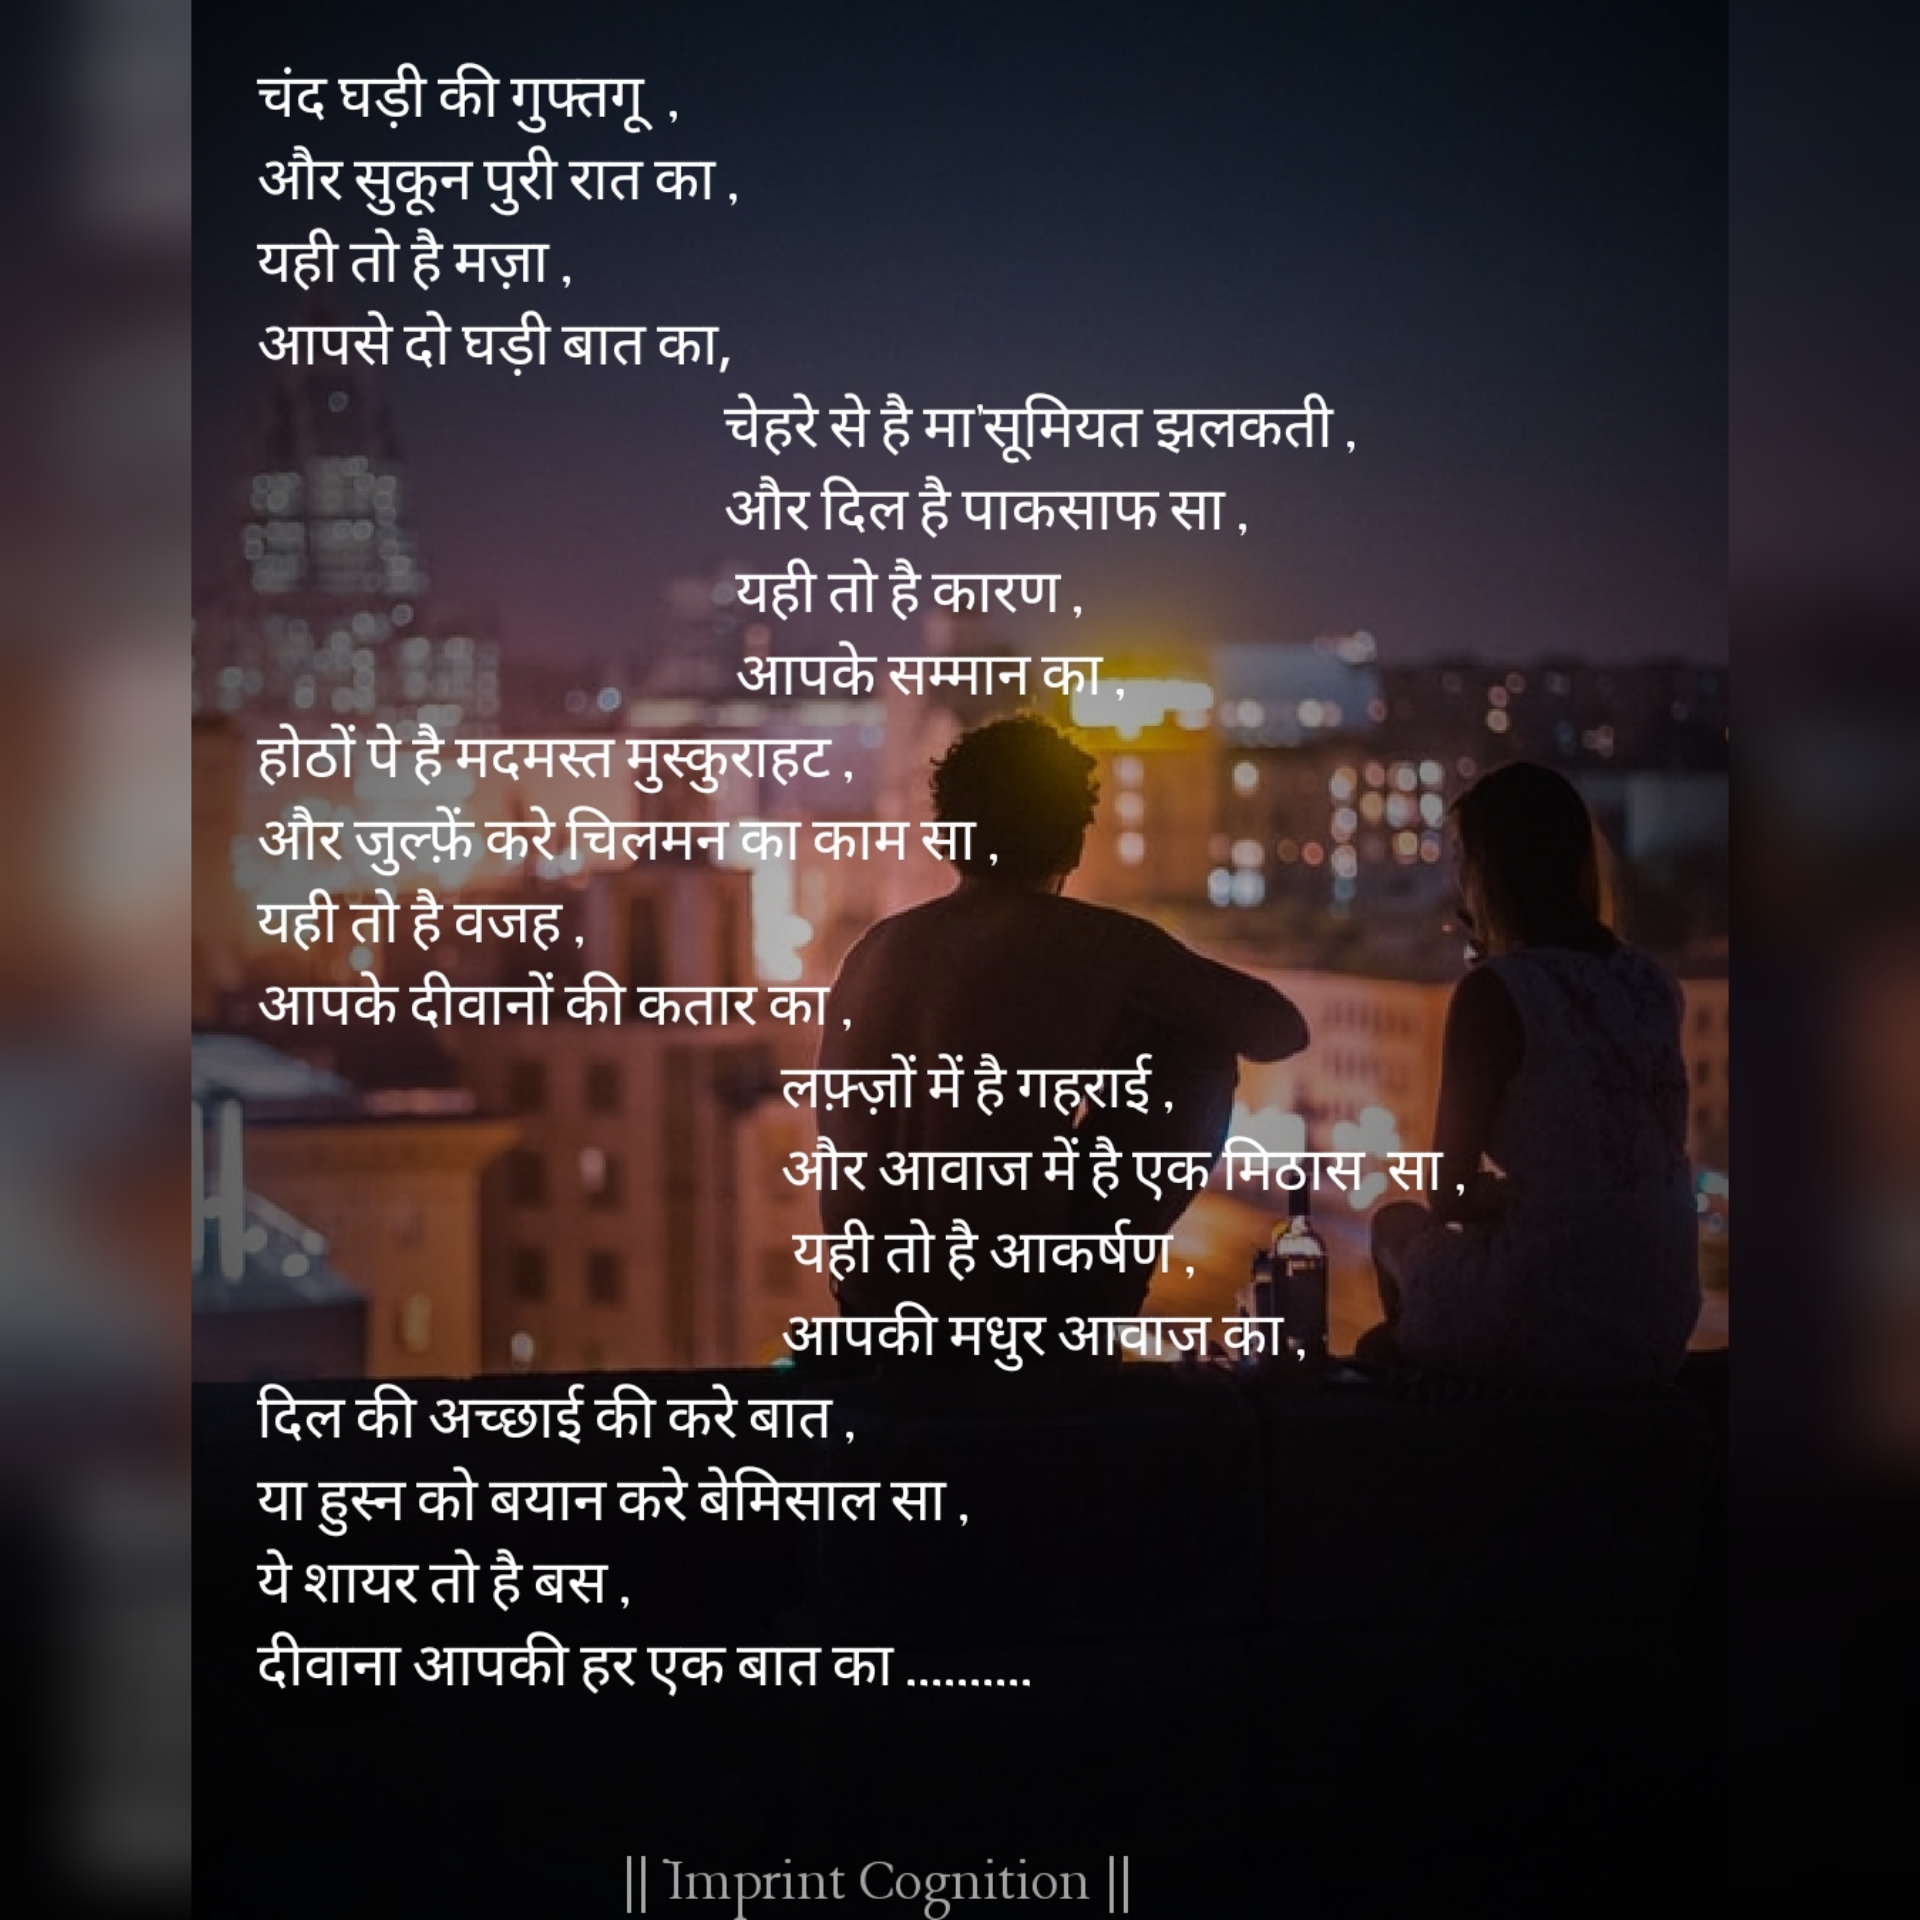 चंद घड़ी की गुफ्तगू ,
और सुकून पुरी रात का ,
यही तो है मज़ा ,
आपसे दो घड़ी बात का,
चेहरे से है मा'सूमियत झलकती ,
और दिल है पाकसाफ सा ,
यही तो है कारण ,
आपके सम्मान का ,
होठों पे है मदमस्त मुस्कुराहट ,
और जुल्फ़ें करे चिलमन का काम सा ,
यही तो है वजह ,
आपके दीवानों की कतार का ,
लफ़्ज़ों में है गहराई ,
और आवाज में है एक मिठास सा ,
यही तो है आकर्षण ,
आपकी मधुर आवाज का ,
दिल की अच्छाई की करे बात ,
या हुस्न को बयान करे बेमिसाल सा ,
ये शायर तो है बस ,
दीवाना आपकी हर एक बात का ..........
|| Imprint Cognition ||